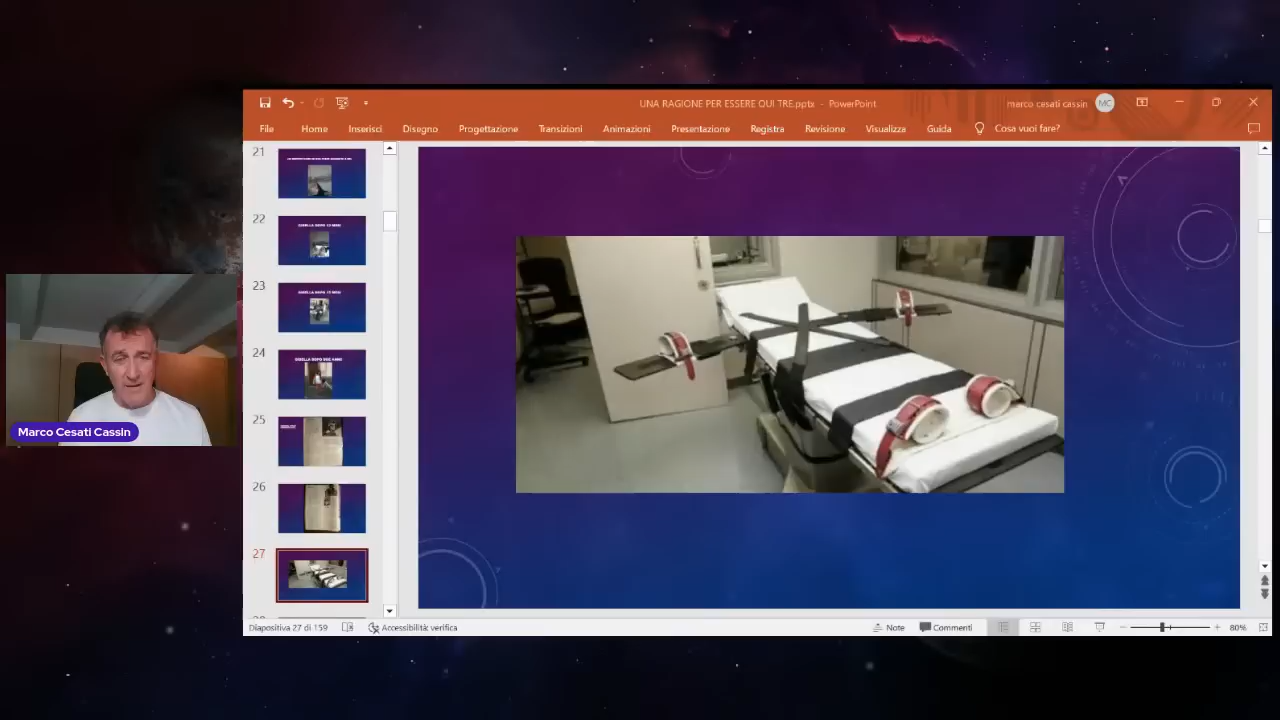 UNA RAGIONE PER ESSERE QUI TRE.pptx - PowerPoint
marco cesati cassin
MC
File Home Inserisci Disegno Progettazione Transizioni Animazioni Presentazione Registra Revisione Visualizza Guida Cosa vuoi fare?
21
22
23
24
25
26
27
Marco Cesati Cassin
Diapositiva 27 di 159
Accessibilità: verifica
Note
Commenti
80%